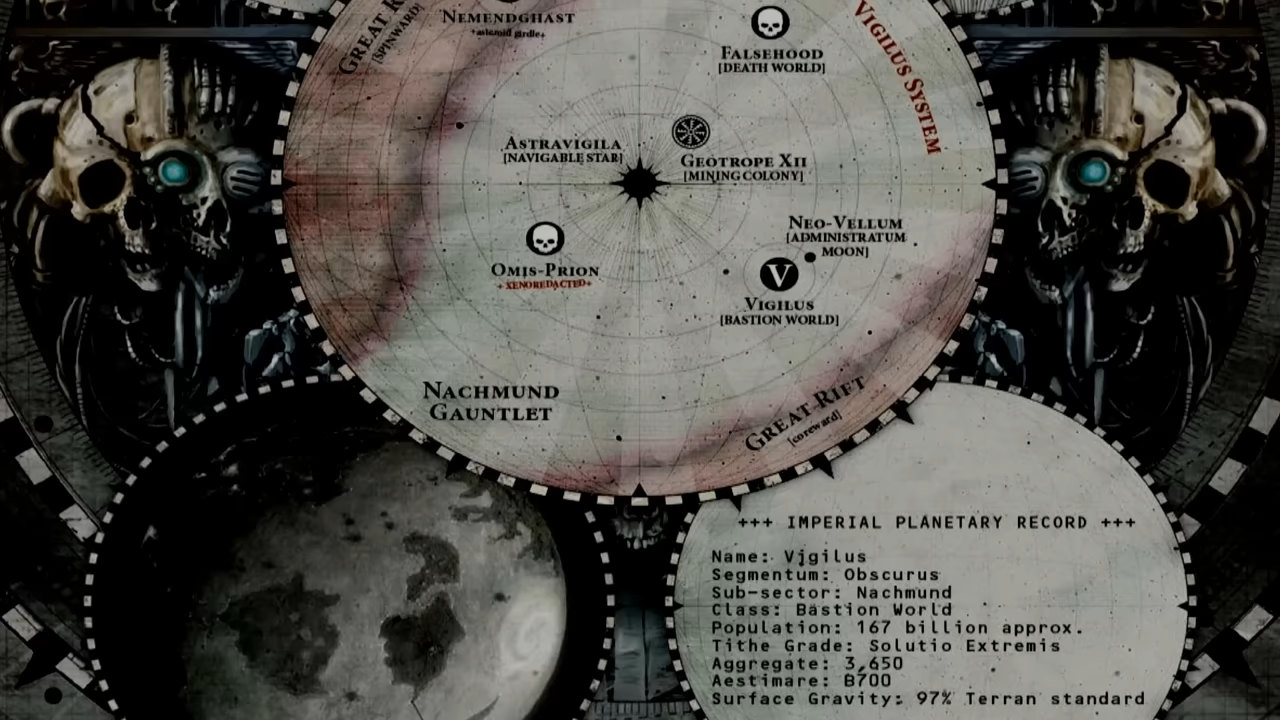 NEMENDGHAST
+asteroid girdle+
GREAT
[SPINWARD]
FALSEHOOD
[DEATH WORLD]
VIGILUS SYSTEM
ASTRAVIGILA
[NAVIGABLE STAR]
GEOTROPE XII
[MINING COLONY]
NEO-VELLUM
[ADMINISTRATUM
MOON]
OMIS-PRION
+ XENOREDACTED+
V
VIGILUS
[BASTION WORLD]
NACHMUND
GAUNTLET
GREAT RIFT
[coreward]
+++ IMPERIAL PLANETARY RECORD +++
Name: Vigilus
Segmentum: Obscurus
Sub-sector: Nachmund
Class: Bastion World
Population: 167 billion approx.
Tithe Grade: Solutio Extremis
Aggregate: 3,650
Aestimare: B700
Surface Gravity: 97% Terran standard